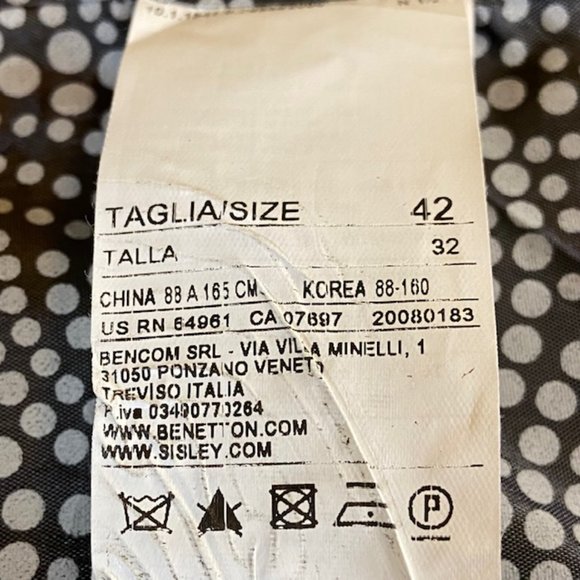 TAGLIA/SIZE 42
TALLA 32
CHINA 88 A 165 CM. KOREA 88-160
US RN 64961 CA 07697 20080183
BENCOM SRL - VIA VILLA MINELLI, 1
31050 PONZANO VENETO
TREVISO ITALIA
P.iva 03490770264
WWW.BENETTON.COM
WWW.SISLEY.COM
P